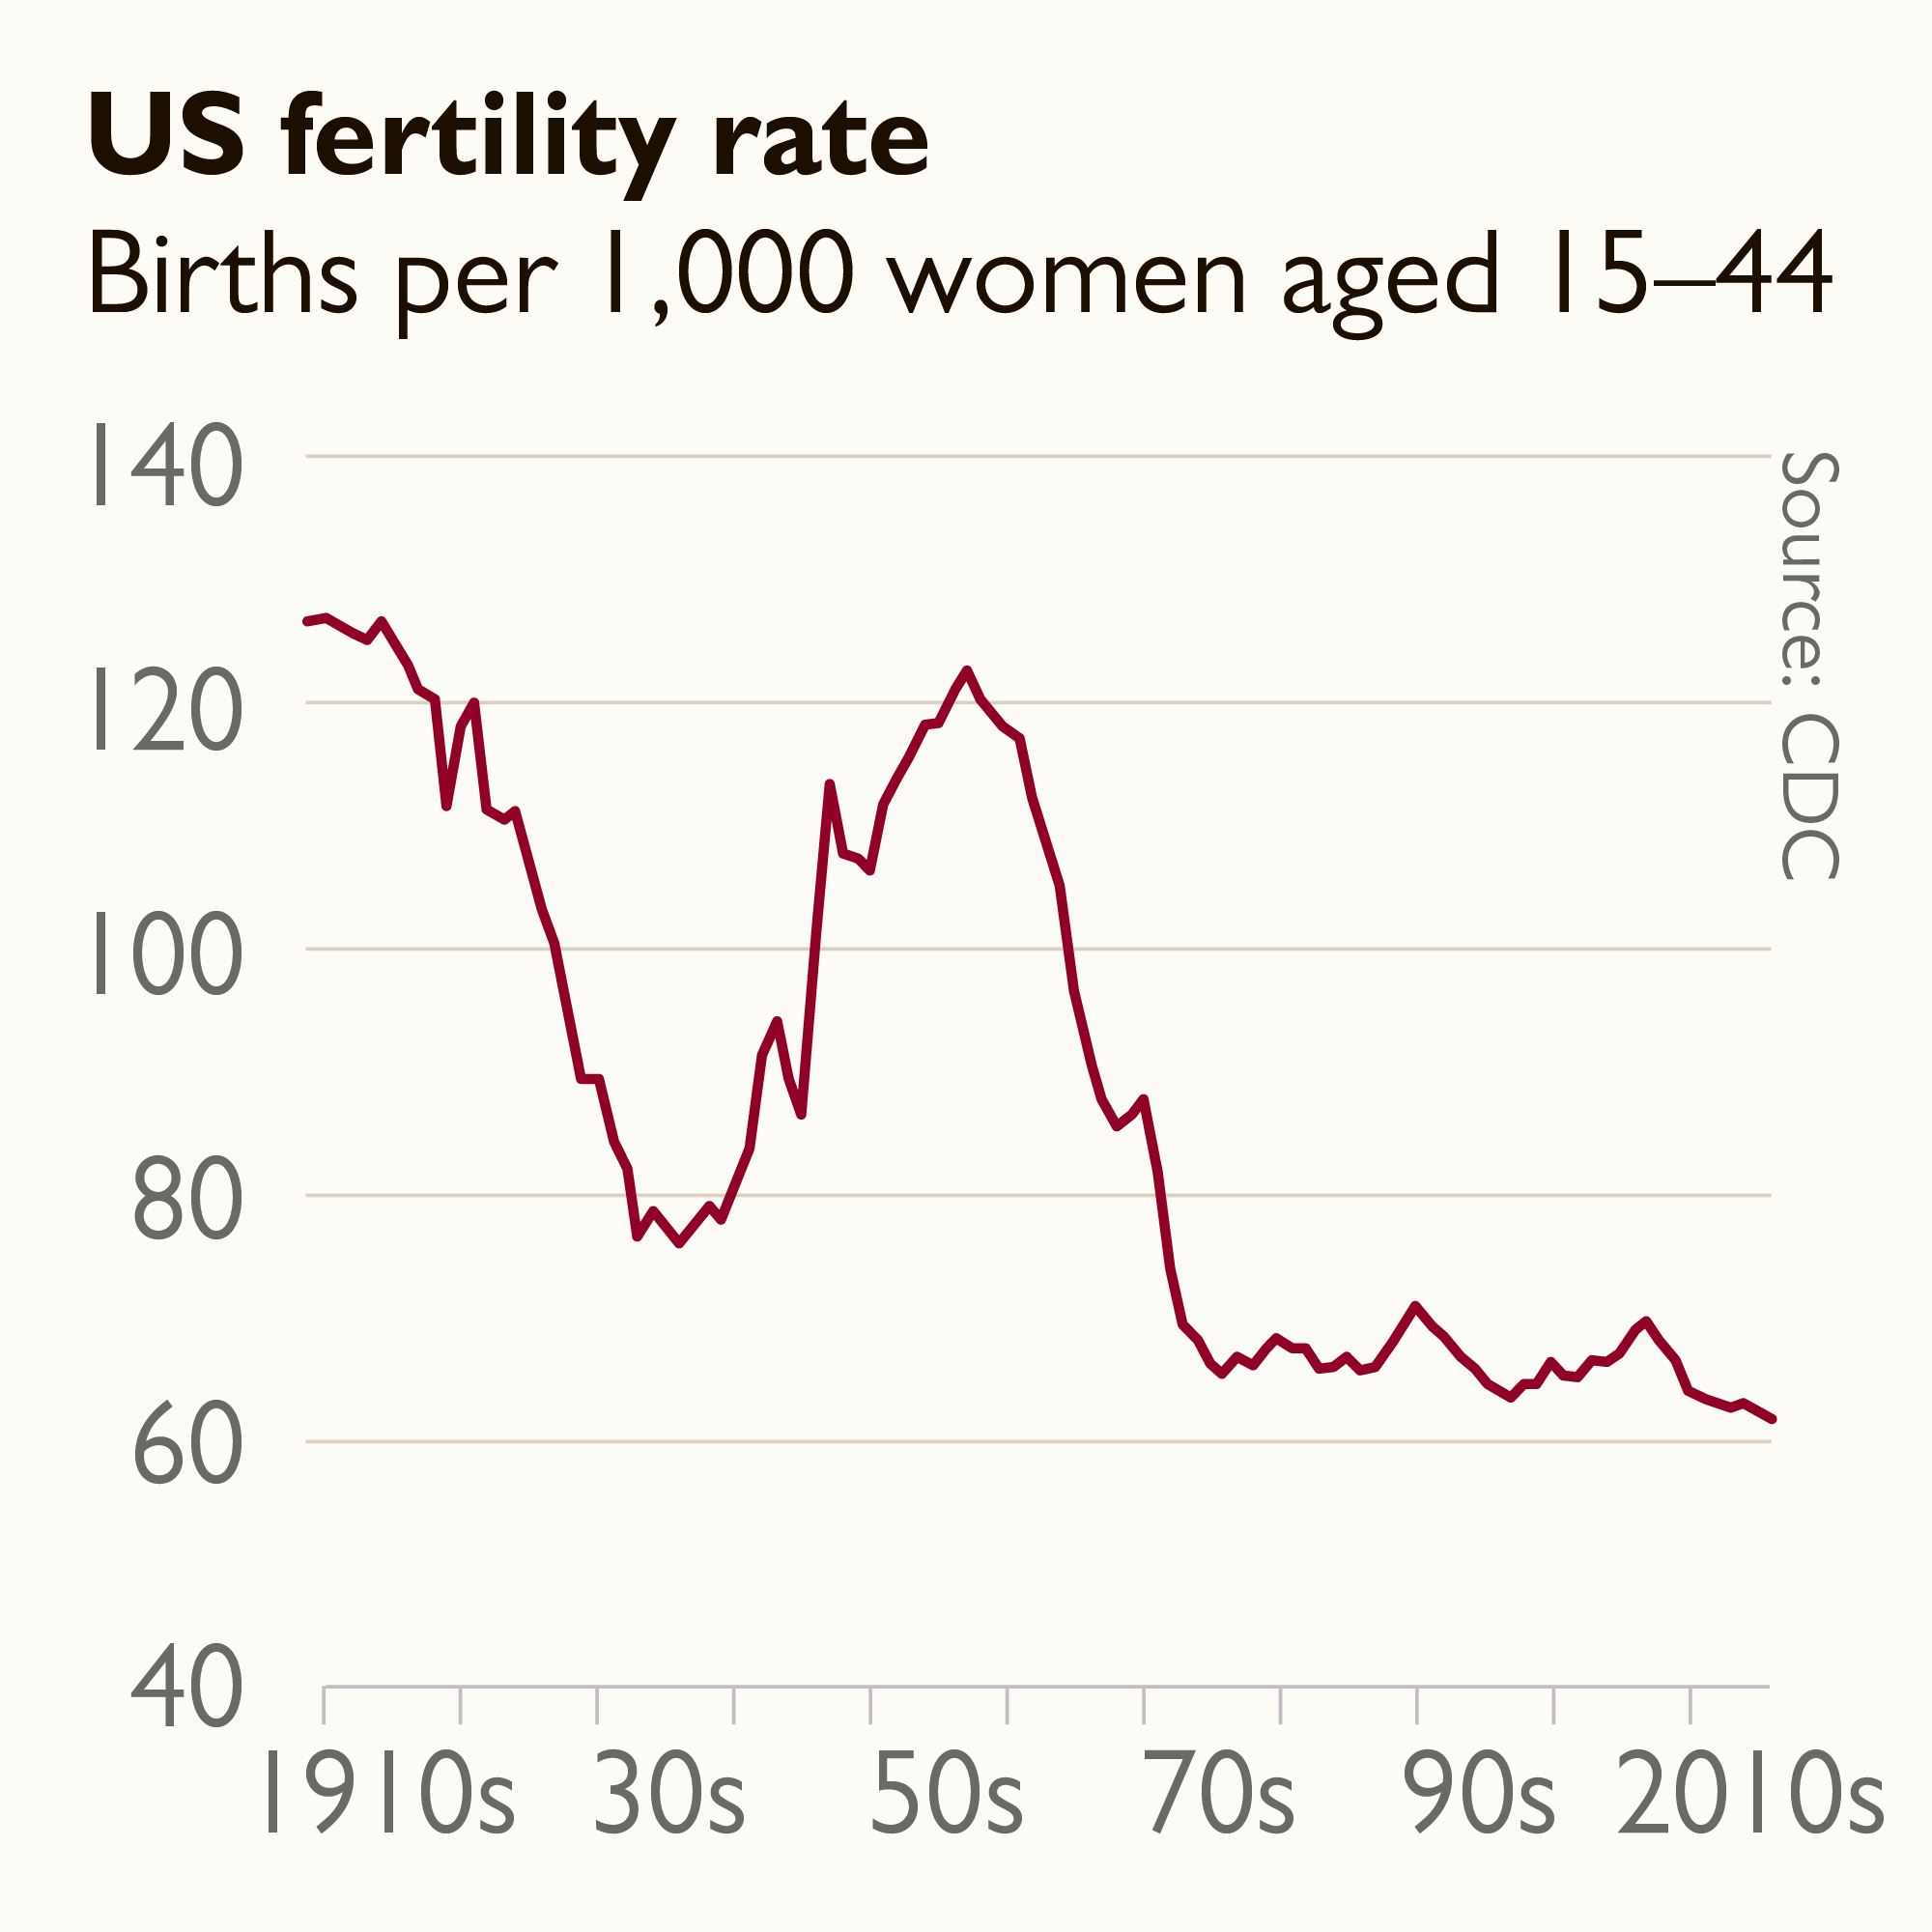 US fertility rate
Births per 1,000 women aged 15–44
140
120
100
80
60
40
1910s 30s 50s 70s 90s 2010s
Source: CDC